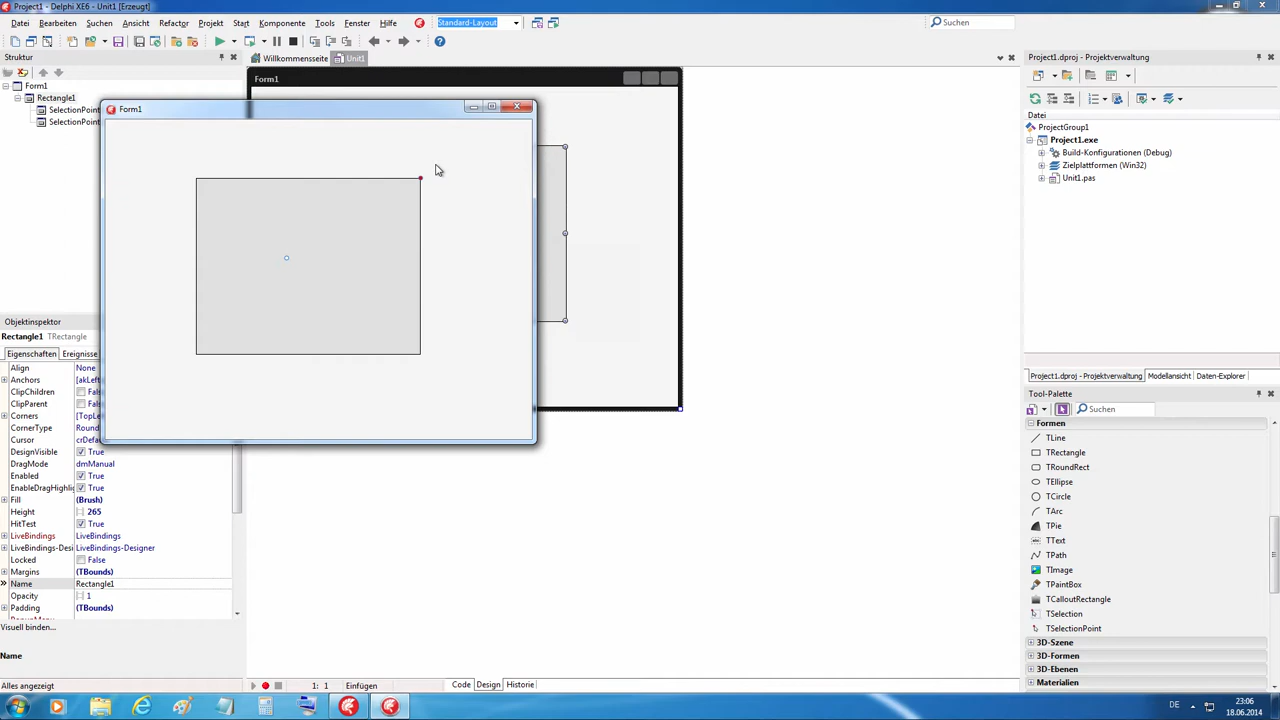 Project1 - Delphi XE6 - Unit1 [Erzeugt]
Datei Bearbeiten Suchen Ansicht Refactor Projekt Start Komponente Tools Fenster Hilfe Standard-Layout Suchen
Struktur
Willkommensseite Unit1
Project1.dproj - Projektverwaltung
Form1
Rectangle1
SelectionPoint
SelectionPoint
Form1
Form1
Datei
ProjectGroup1
Project1.exe
Build-Konfigurationen (Debug)
Zielplattformen (Win32)
Unit1.pas
Objektinspektor
Rectangle1 TRectangle
Eigenschaften Ereignisse
Align None
Anchors
ClipChildren
ClipParent
Corners
CornerType
Cursor
DesignVisible True
DragMode dmManual
Enabled True
EnableDragHighli True
Fill (Brush)
Height 265
HitTest True
LiveBindings LiveBindings
LiveBindings-Desi LiveBindings-Designer
Locked False
Margins (TBounds)
Name Rectangle1
Opacity 1
Padding (TBounds)
Visuell binden...
Name
Alles angezeigt
1: 1 Einfügen Code Design Historie
Project1.dproj - Projektverwaltung Modellansicht Daten-Explorer
Tool-Palette
Suchen
Formen
TLine
TRectangle
TRoundRect
TEllipse
TCircle
TArc
TPie
TText
TPath
TImage
TPaintBox
TCalloutRectangle
TSelection
TSelectionPoint
3D-Szene
3D-Formen
3D-Ebenen
Materialien
DE
23:06
18.06.2014